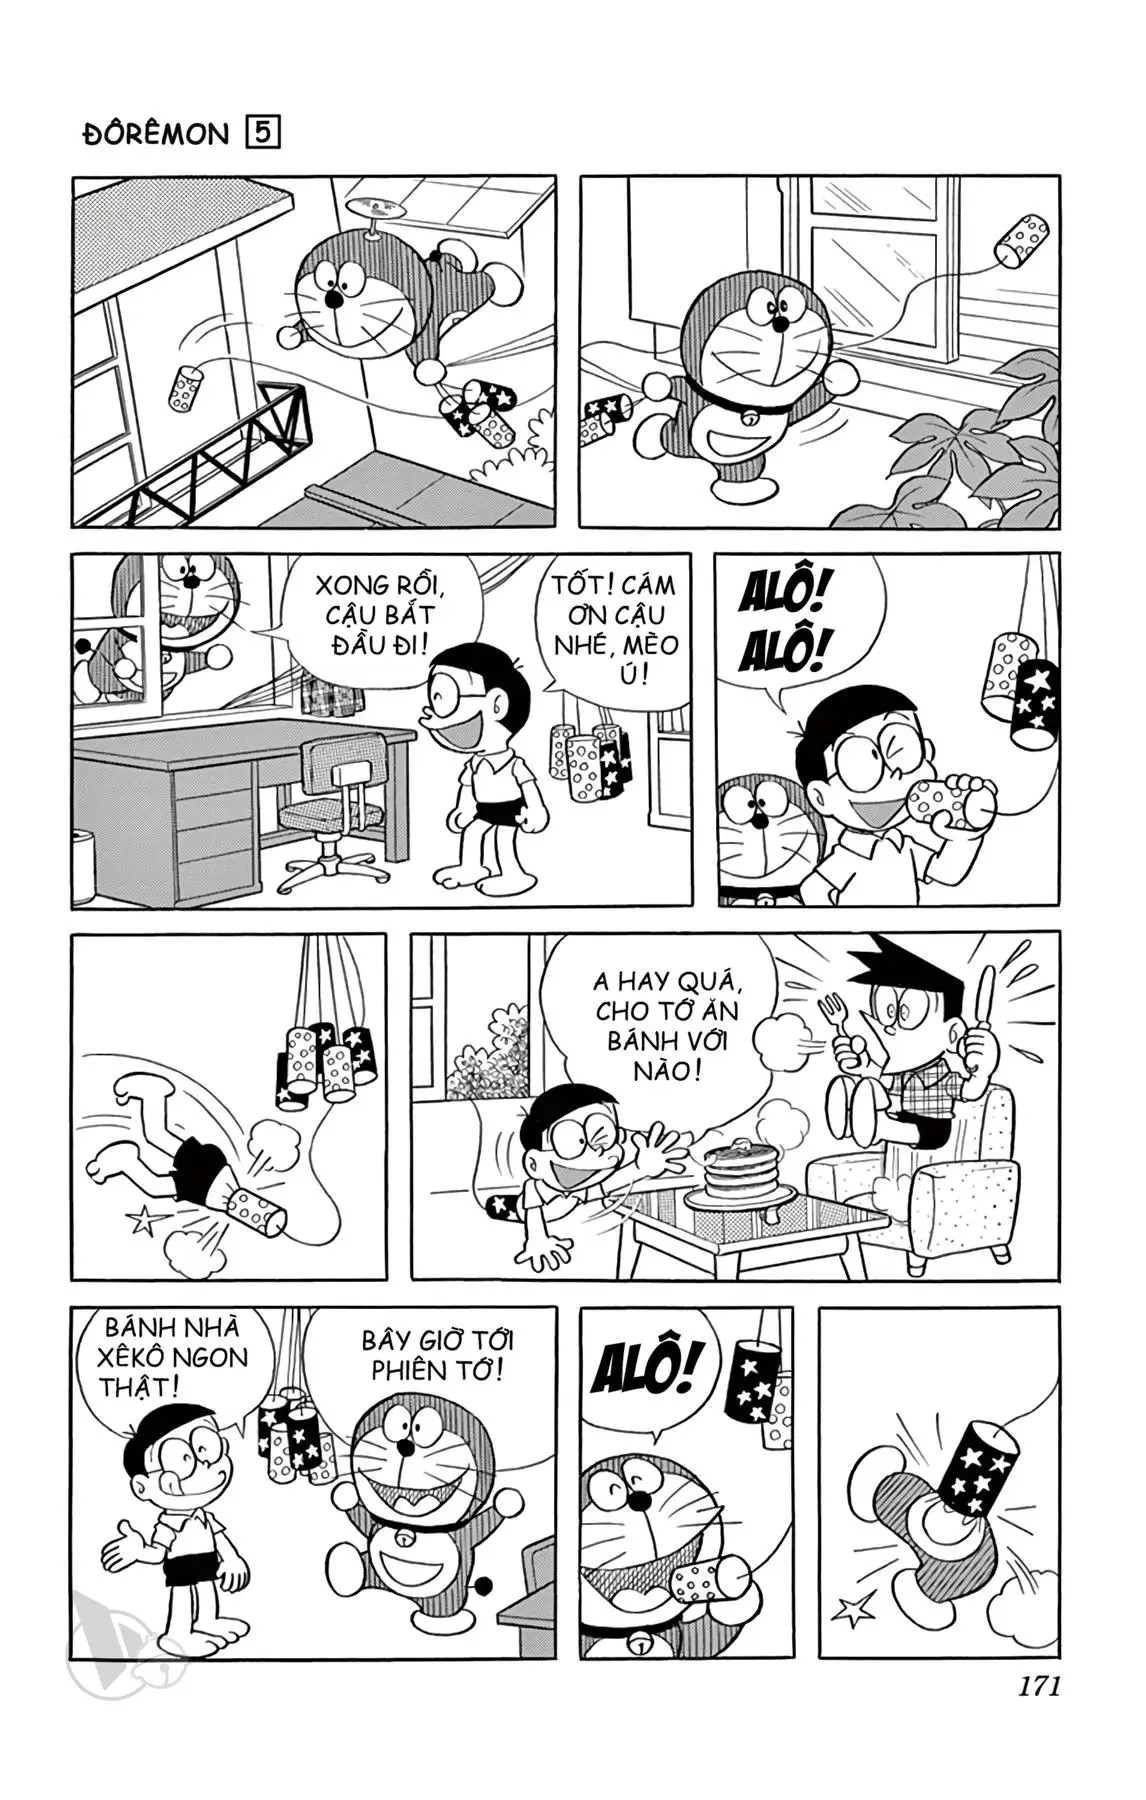 ĐÔRÊMON 5
XONG RỒI,
CẬU BẮT
ĐẦU ĐI!
TỐT! CÁM
ƠN CẬU
NHÉ, MÈO
Ú!
ALÔ!
ALÔ!
A HAY QUÁ,
CHO TỚ ĂN
BÁNH VỚI
NÀO!
BÁNH NHÀ
XÊKÔ NGON
THẬT!
BÂY GIỜ TỚI
PHIÊN TỚ!
ALÔ!
171